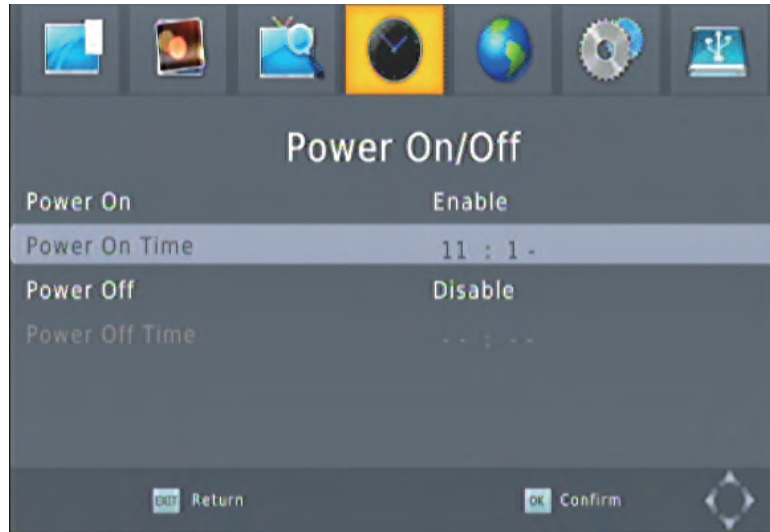 Power On/Off
Power On Enable
Power On Time 11 : 1 -
Power Off Disable
Power Off Time - - : - -
EXIT Return OK Confirm